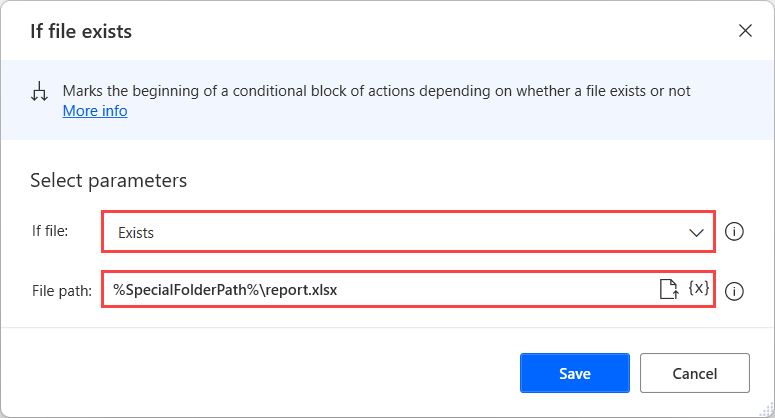 If file exists
Marks the beginning of a conditional block of actions depending on whether a file exists or not
More info
Select parameters
If file: Exists
File path: %SpecialFolderPath%\report.xlsx {x}
Save Cancel